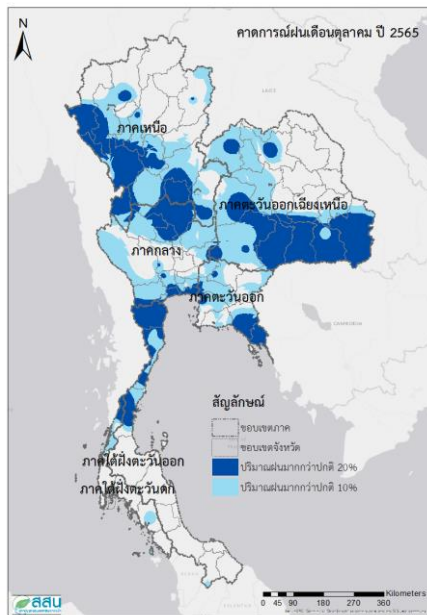 คาดการณ์ฝนเดือนตุลาคม ปี 2565
N
ภาคเหนือ
ภาคตะวันออกเฉียงเหนือ
ภาคกลาง
ภาคตะวันออก
CAMBODIA
สัญลักษณ์
ขอบเขตภาค
ขอบเขตจังหวัด
ปริมาณฝนมากกว่าปกติ 20%
ปริมาณฝนมากกว่าปกติ 10%
ภาคใต้ฝั่งตะวันออก
ภาคใต้ฝั่งตะวันตก
สสน
Kilometers
0 45 90 180 270 360